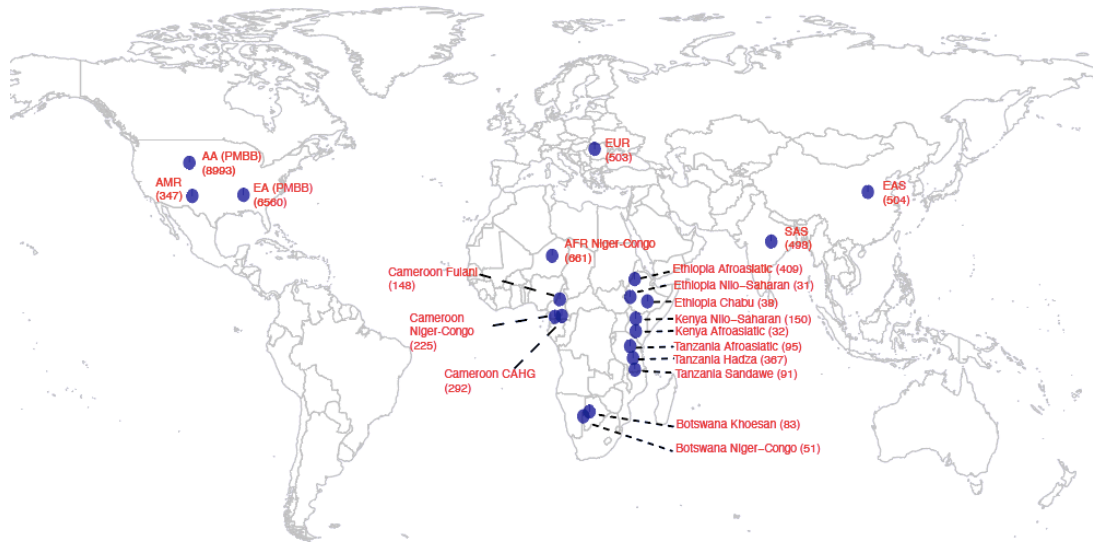 AA (PMBB)
(8993)
AMR
(347)
EA (PMBB)
(6560)
EUR
(503)
EAS
(504)
SAS
(498)
AFR Niger-Congo
(661)
Cameroon Fulani
(148)
Cameroon
Niger-Congo
(225)
Cameroon CAHG
(292)
Ethiopia Afroasiatic (409)
Ethiopia Nilo-Saharan (31)
Ethiopia Chabu (38)
Kenya Nilo-Saharan (150)
Kenya Afroasiatic (32)
Tanzania Afroasiatic (95)
Tanzania Hadza (367)
Tanzania Sandawe (91)
Botswana Khoesan (83)
Botswana Niger-Congo (51)